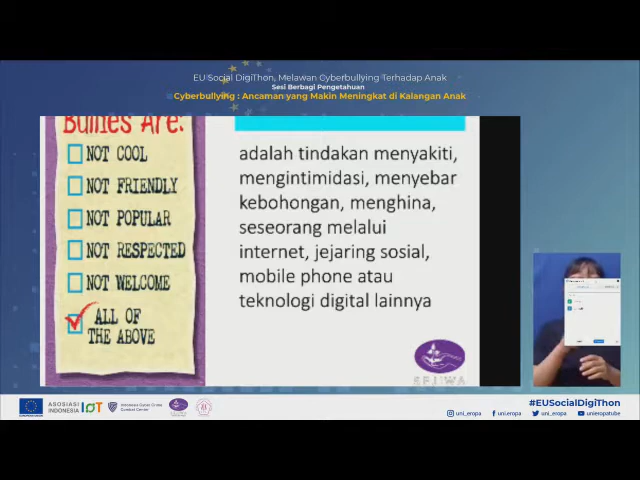 EU Social DigiThon, Melawan Cyberbullying Terhadap Anak
Sesi Berbagi Pengetahuan
Cyberbullying : Ancaman yang Makin Meningkat di Kalangan Anak
Bullies Are:
NOT COOL
NOT FRIENDLY
NOT POPULAR
NOT RESPECTED
NOT WELCOME
ALL OF
THE ABOVE
adalah tindakan menyakiti,
mengintimidasi, menyebar
kebohongan, menghina,
seseorang melalui
internet, jejaring sosial,
mobile phone atau
teknologi digital lainnya
SEJIWA
ASOSIASI
INDONESIA
IoT
#EUSocialDigiThon
uni_eropa
uni.eropa
uni_eropa
unieropatube